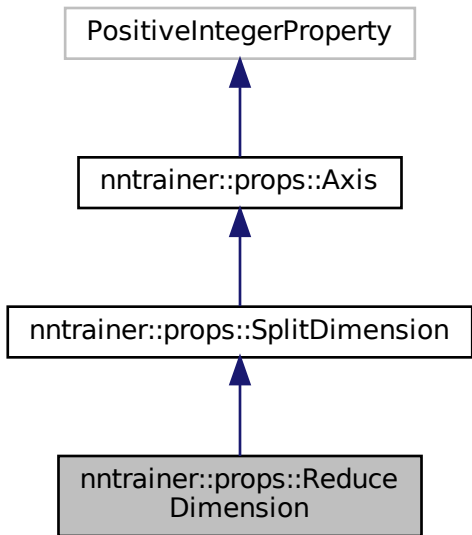 PositiveIntegerProperty
nntrainer::props::Axis
nntrainer::props::SplitDimension
nntrainer::props::Reduce
Dimension